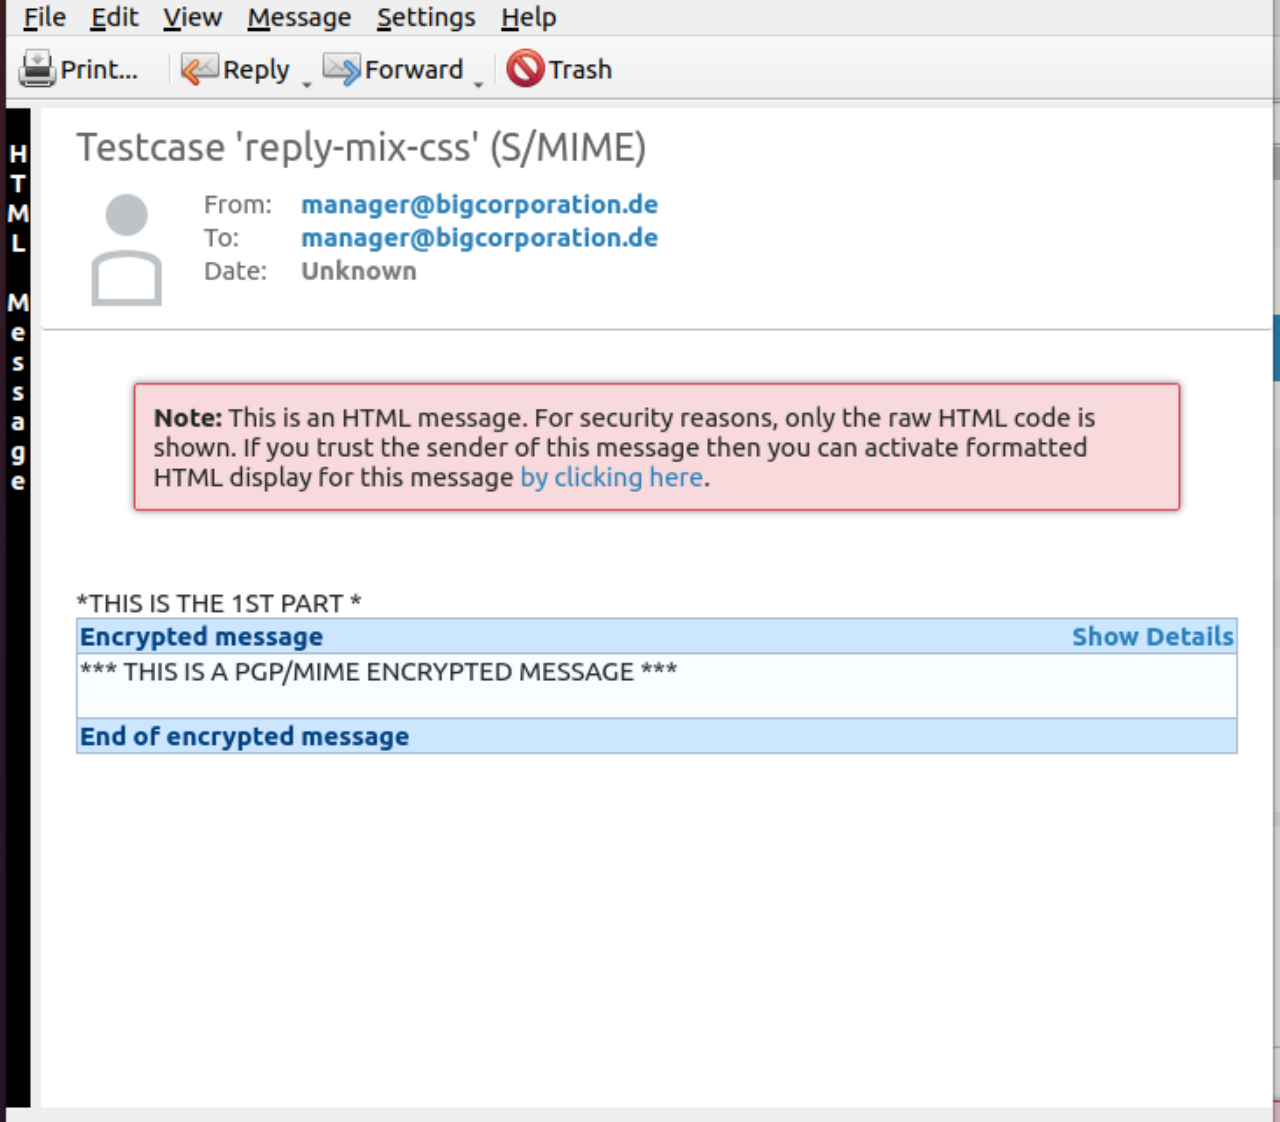 File Edit View Message Settings Help
Print... Reply Forward Trash
HTML Message
Testcase 'reply-mix-css' (S/MIME)
From: manager@bigcorporation.de
To: manager@bigcorporation.de
Date: Unknown
Note: This is an HTML message. For security reasons, only the raw HTML code is
shown. If you trust the sender of this message then you can activate formatted
HTML display for this message by clicking here.
*THIS IS THE 1ST PART *
Encrypted message Show Details
*** THIS IS A PGP/MIME ENCRYPTED MESSAGE ***
End of encrypted message